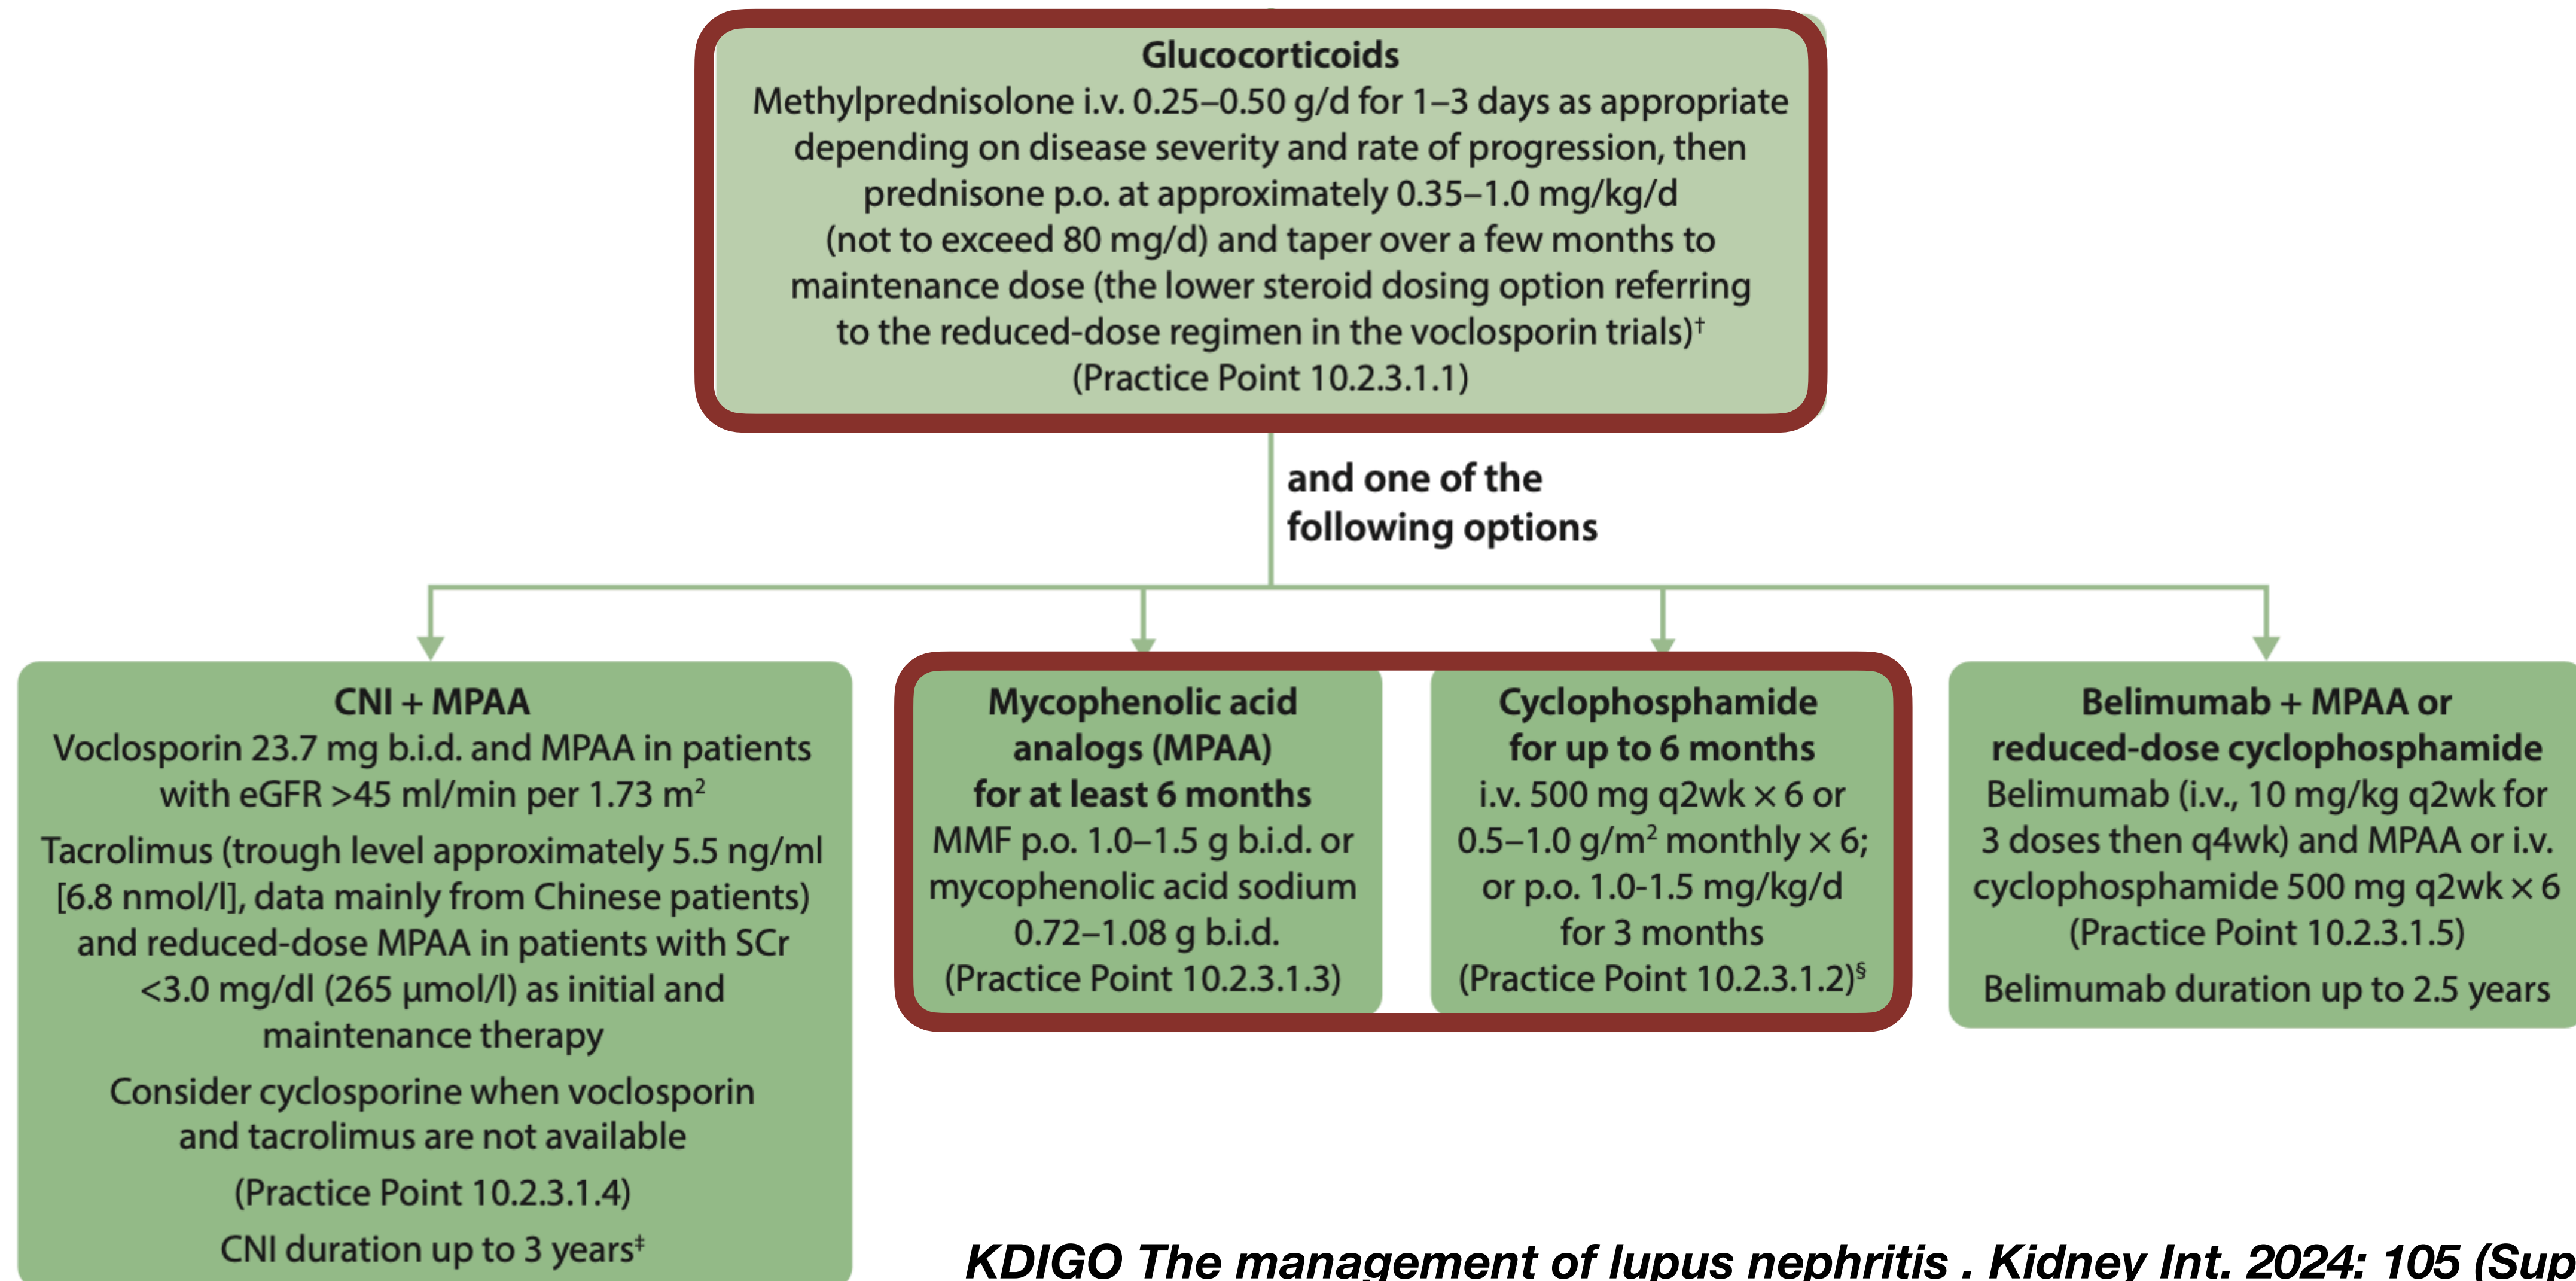 Glucocorticoids
Methylprednisolone i.v. 0.25–0.50 g/d for 1–3 days as appropriate
depending on disease severity and rate of progression, then
prednisone p.o. at approximately 0.35–1.0 mg/kg/d
(not to exceed 80 mg/d) and taper over a few months to
maintenance dose (the lower steroid dosing option referring
to the reduced-dose regimen in the voclosporin trials)†
(Practice Point 10.2.3.1.1)
and one of the
following options
CNI + MPAA
Voclosporin 23.7 mg b.i.d. and MPAA in patients
with eGFR >45 ml/min per 1.73 m²
Tacrolimus (trough level approximately 5.5 ng/ml
[6.8 nmol/l], data mainly from Chinese patients)
and reduced-dose MPAA in patients with SCr
<3.0 mg/dl (265 μmol/l) as initial and
maintenance therapy
Consider cyclosporine when voclosporin
and tacrolimus are not available
(Practice Point 10.2.3.1.4)
CNI duration up to 3 years‡
Mycophenolic acid
analogs (MPAA)
for at least 6 months
MMF p.o. 1.0–1.5 g b.i.d. or
mycophenolic acid sodium
0.72–1.08 g b.i.d.
(Practice Point 10.2.3.1.3)
Cyclophosphamide
for up to 6 months
i.v. 500 mg q2wk × 6 or
0.5–1.0 g/m² monthly × 6;
or p.o. 1.0-1.5 mg/kg/d
for 3 months
(Practice Point 10.2.3.1.2)§
Belimumab + MPAA or
reduced-dose cyclophosphamide
Belimumab (i.v., 10 mg/kg q2wk for
3 doses then q4wk) and MPAA or i.v.
cyclophosphamide 500 mg q2wk × 6
(Practice Point 10.2.3.1.5)
Belimumab duration up to 2.5 years
KDIGO The management of lupus nephritis . Kidney Int. 2024: 105 (Sup